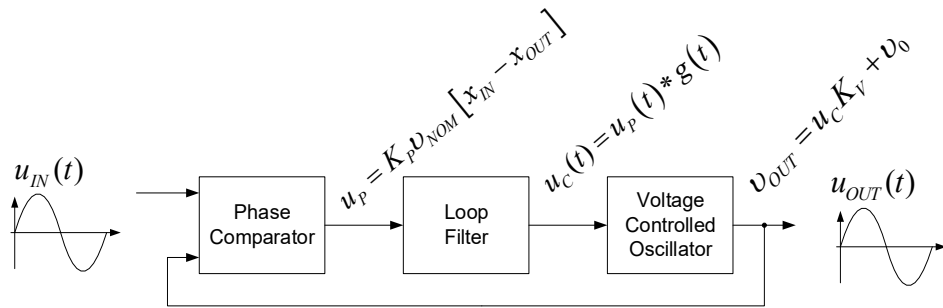 u_P = K_P υ_NOM [x_IN − x_OUT]
u_C(t) = u_P(t) * g(t)
υ_OUT = u_C K_V + υ_0
u_IN(t)
Phase
Comparator
Loop
Filter
Voltage
Controlled
Oscillator
u_OUT(t)